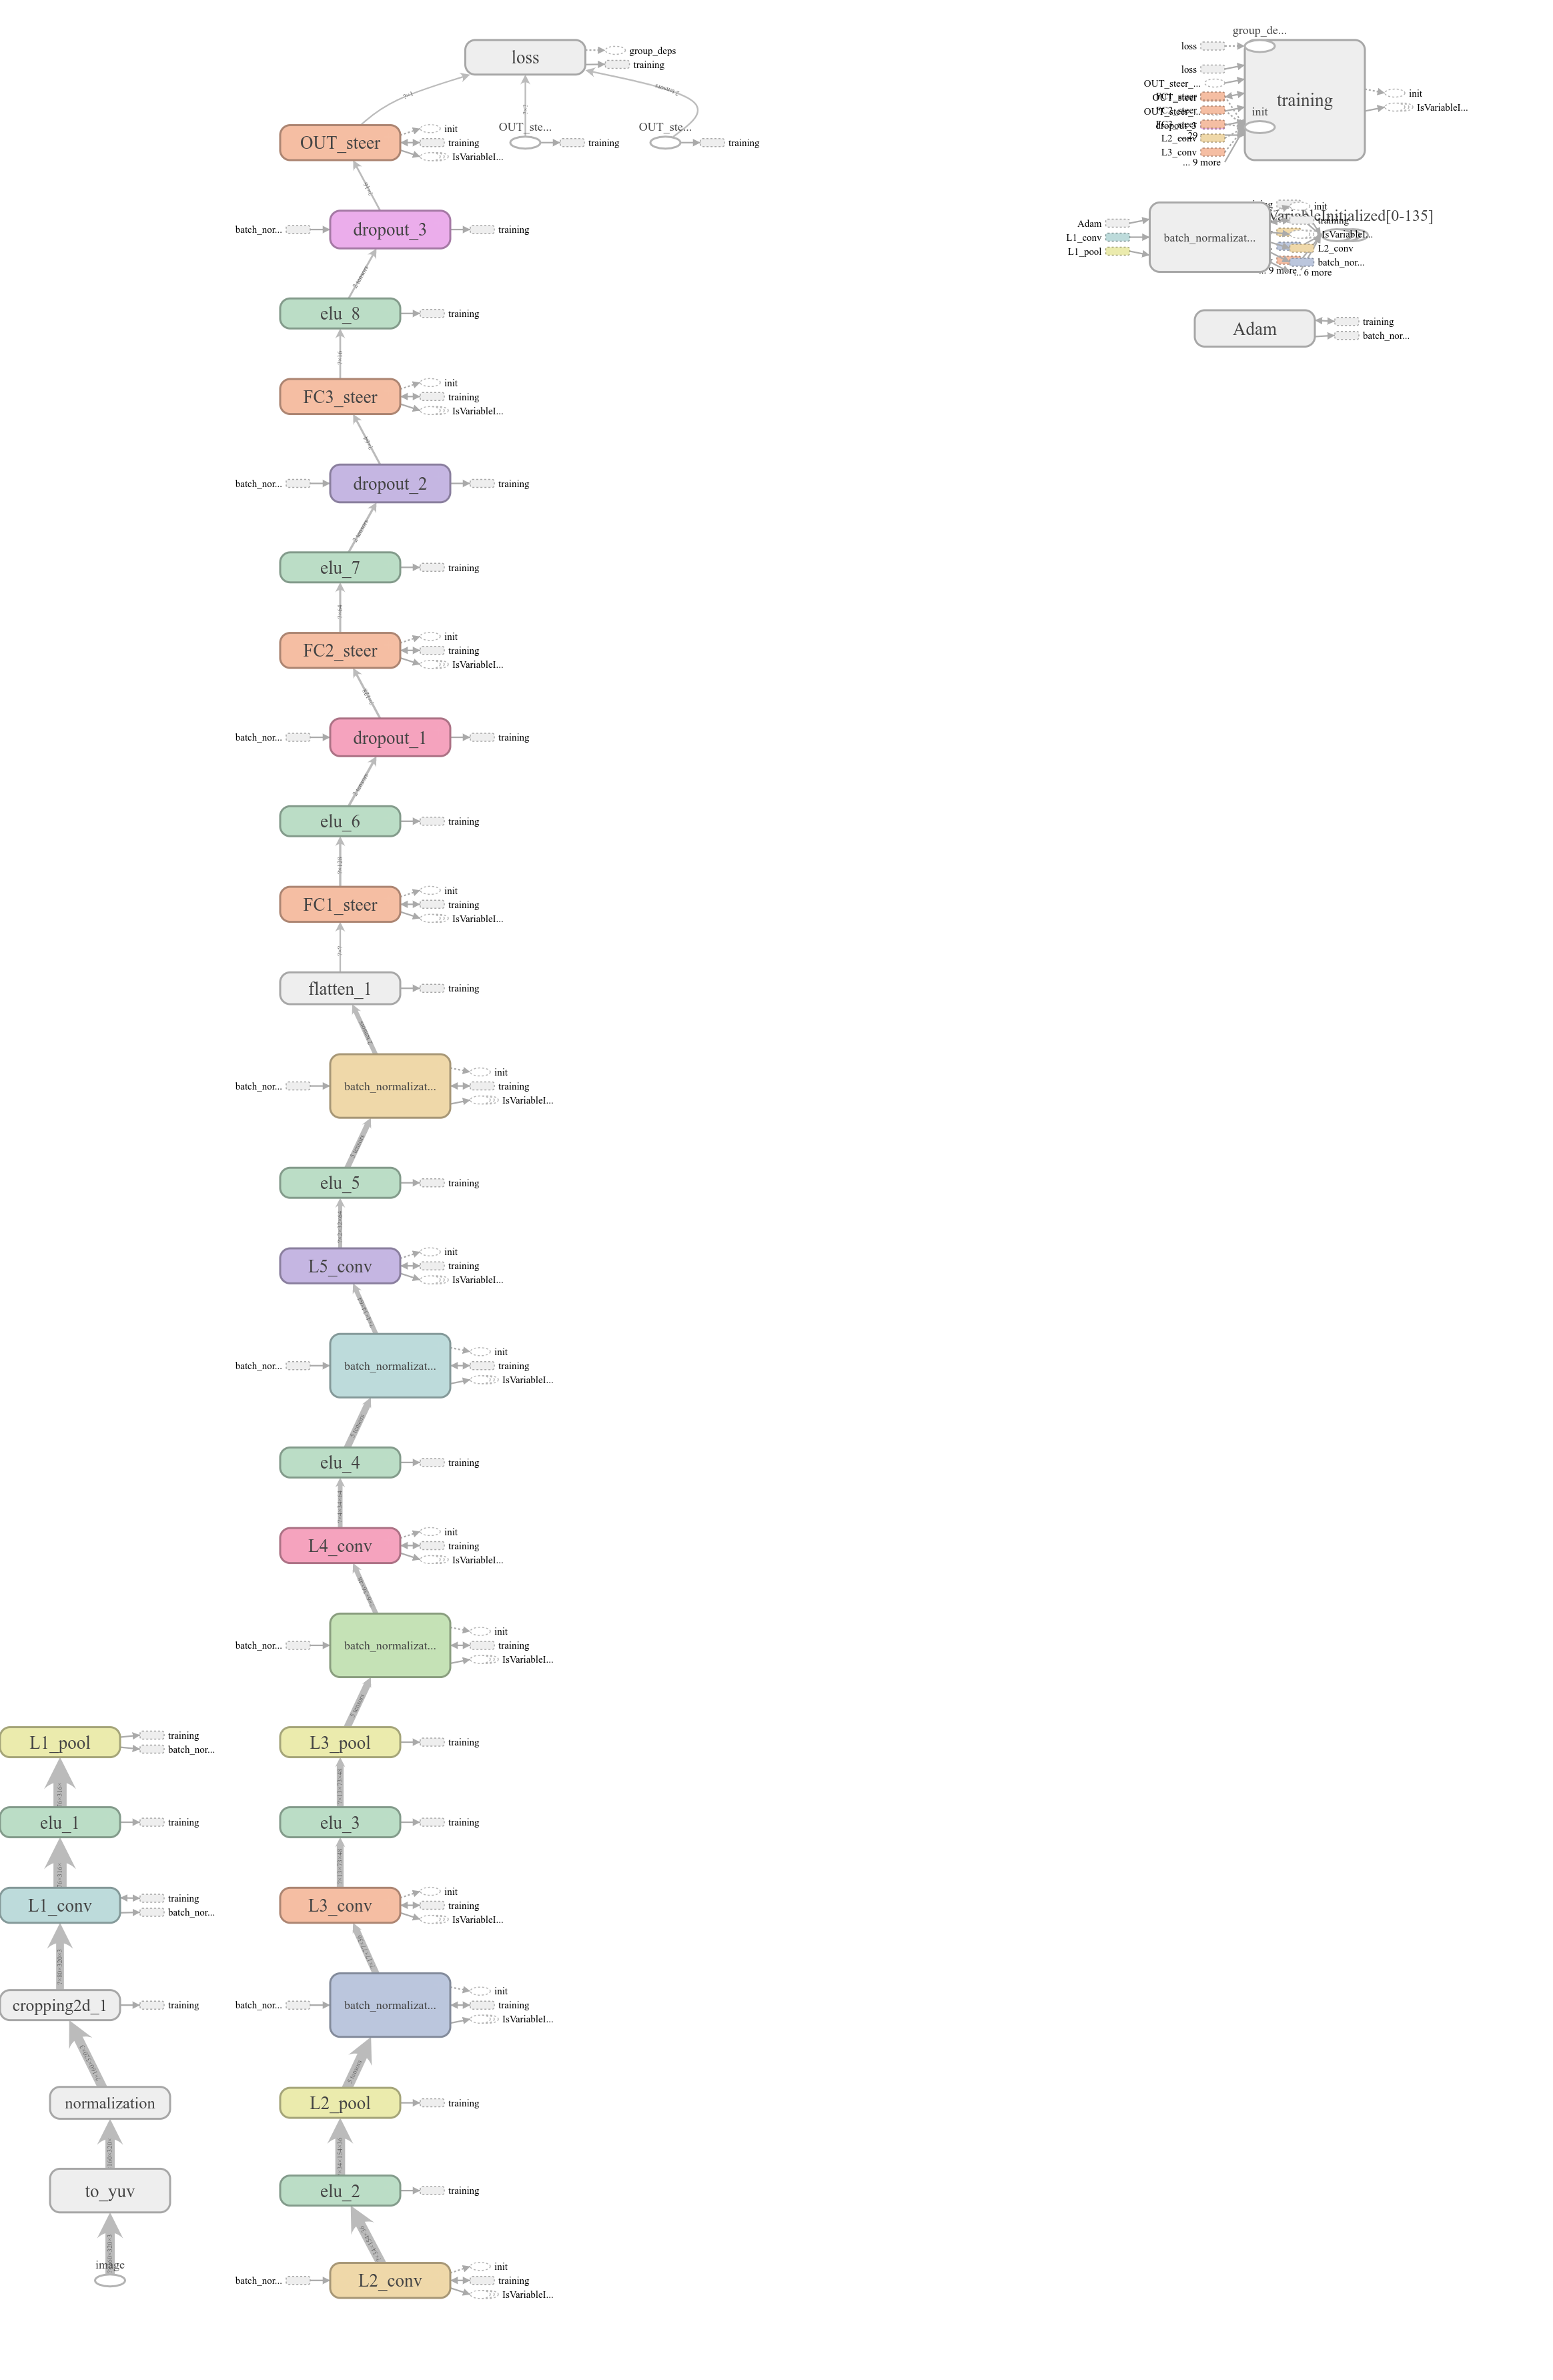 loss
group_deps
training
OUT_ste...
training
OUT_ste...
training
OUT_steer
init
training
IsVariableI...
batch_nor...
dropout_3
training
elu_8
training
FC3_steer
init
training
IsVariableI...
batch_nor...
dropout_2
training
elu_7
training
FC2_steer
init
training
IsVariableI...
batch_nor...
dropout_1
training
elu_6
training
FC1_steer
init
training
IsVariableI...
flatten_1
training
batch_nor...
batch_normalizat...
init
training
IsVariableI...
elu_5
training
L5_conv
init
training
IsVariableI...
batch_nor...
batch_normalizat...
init
training
IsVariableI...
elu_4
training
L4_conv
init
training
IsVariableI...
batch_nor...
batch_normalizat...
init
training
IsVariableI...
L3_pool
training
elu_3
training
L3_conv
init
training
IsVariableI...
batch_nor...
batch_normalizat...
init
training
IsVariableI...
L2_pool
training
elu_2
training
batch_nor...
L2_conv
init
training
IsVariableI...
L1_pool
training
batch_nor...
elu_1
training
L1_conv
training
batch_nor...
cropping2d_1
training
normalization
to_yuv
image
group_de...
loss
loss
OUT_steer_...
FC2_steer
L2_conv
L3_conv
... 9 more
init
training
init
IsVariableI...
Adam
L1_conv
L1_pool
batch_normalizat...
VariableInitialized[0-135]
init
training
IsVariableI...
L2_conv
batch_nor...
... 9 more
... 6 more
Adam
training
batch_nor...